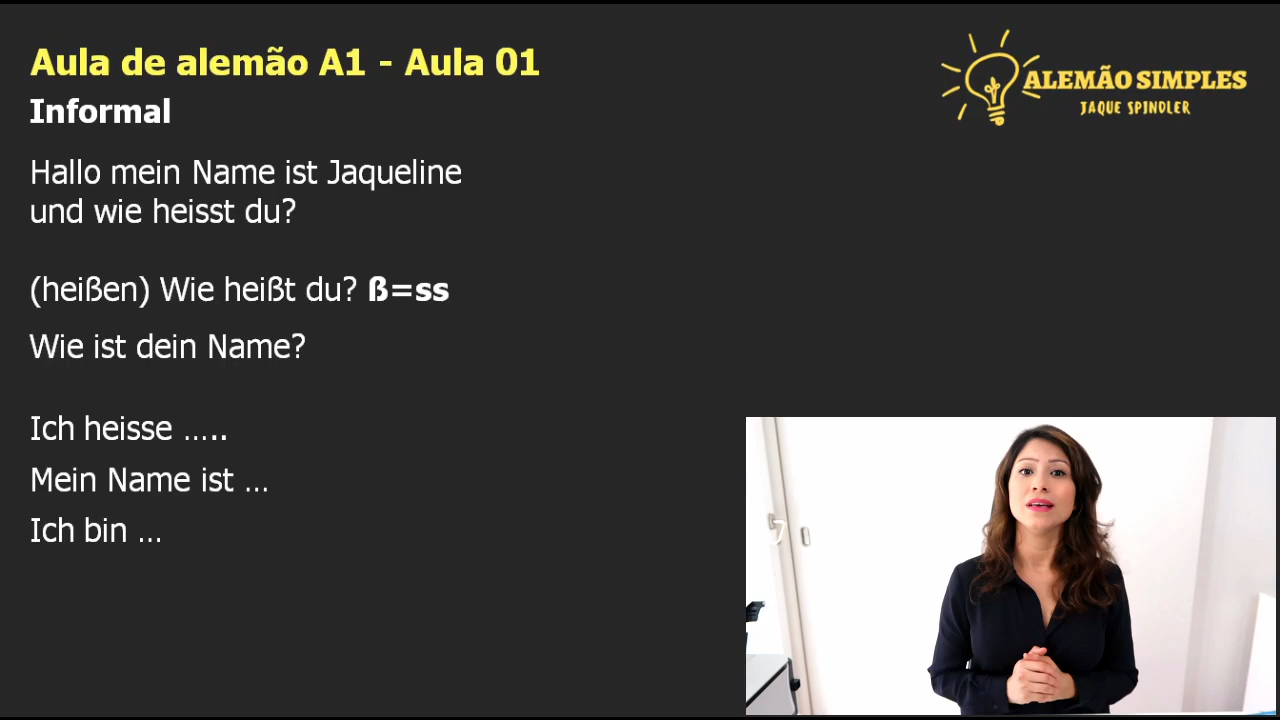 Aula de alemão A1 - Aula 01
ALEMÃO SIMPLES
JAQUE SPINDLER
Informal
Hallo mein Name ist Jaqueline
und wie heisst du?
(heißen) Wie heißt du? ß=ss
Wie ist dein Name?
Ich heisse .....
Mein Name ist ...
Ich bin ...